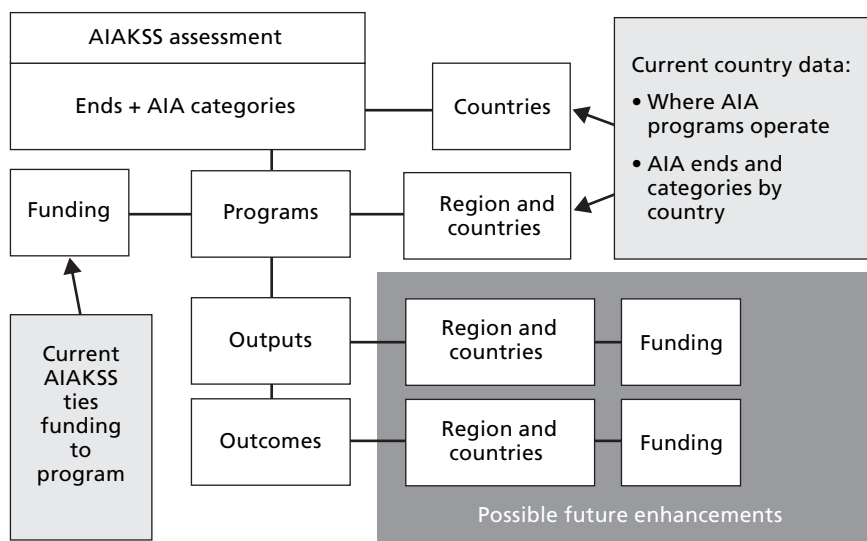 AIAKSS assessment
Ends + AIA categories
Countries
Current country data:
• Where AIA
programs operate
• AIA ends and
categories by
country
Funding
Programs
Region and
countries
Current
AIAKSS
ties
funding
to
program
Outputs
Region and
countries
Funding
Outcomes
Region and
countries
Funding
Possible future enhancements